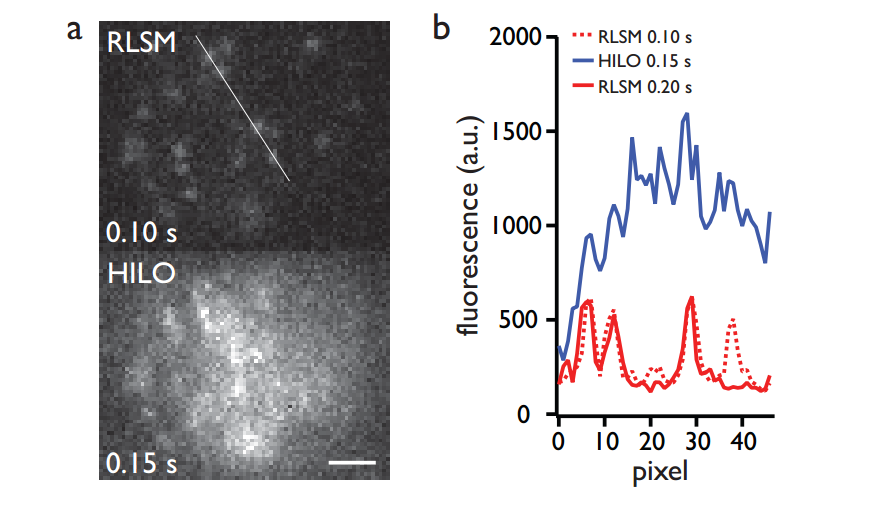 a
RLSM
0.10 s
HILO
0.15 s
b
RLSM 0.10 s
HILO 0.15 s
RLSM 0.20 s
fluorescence (a.u.)
2000
1500
1000
500
0
0 10 20 30 40
pixel